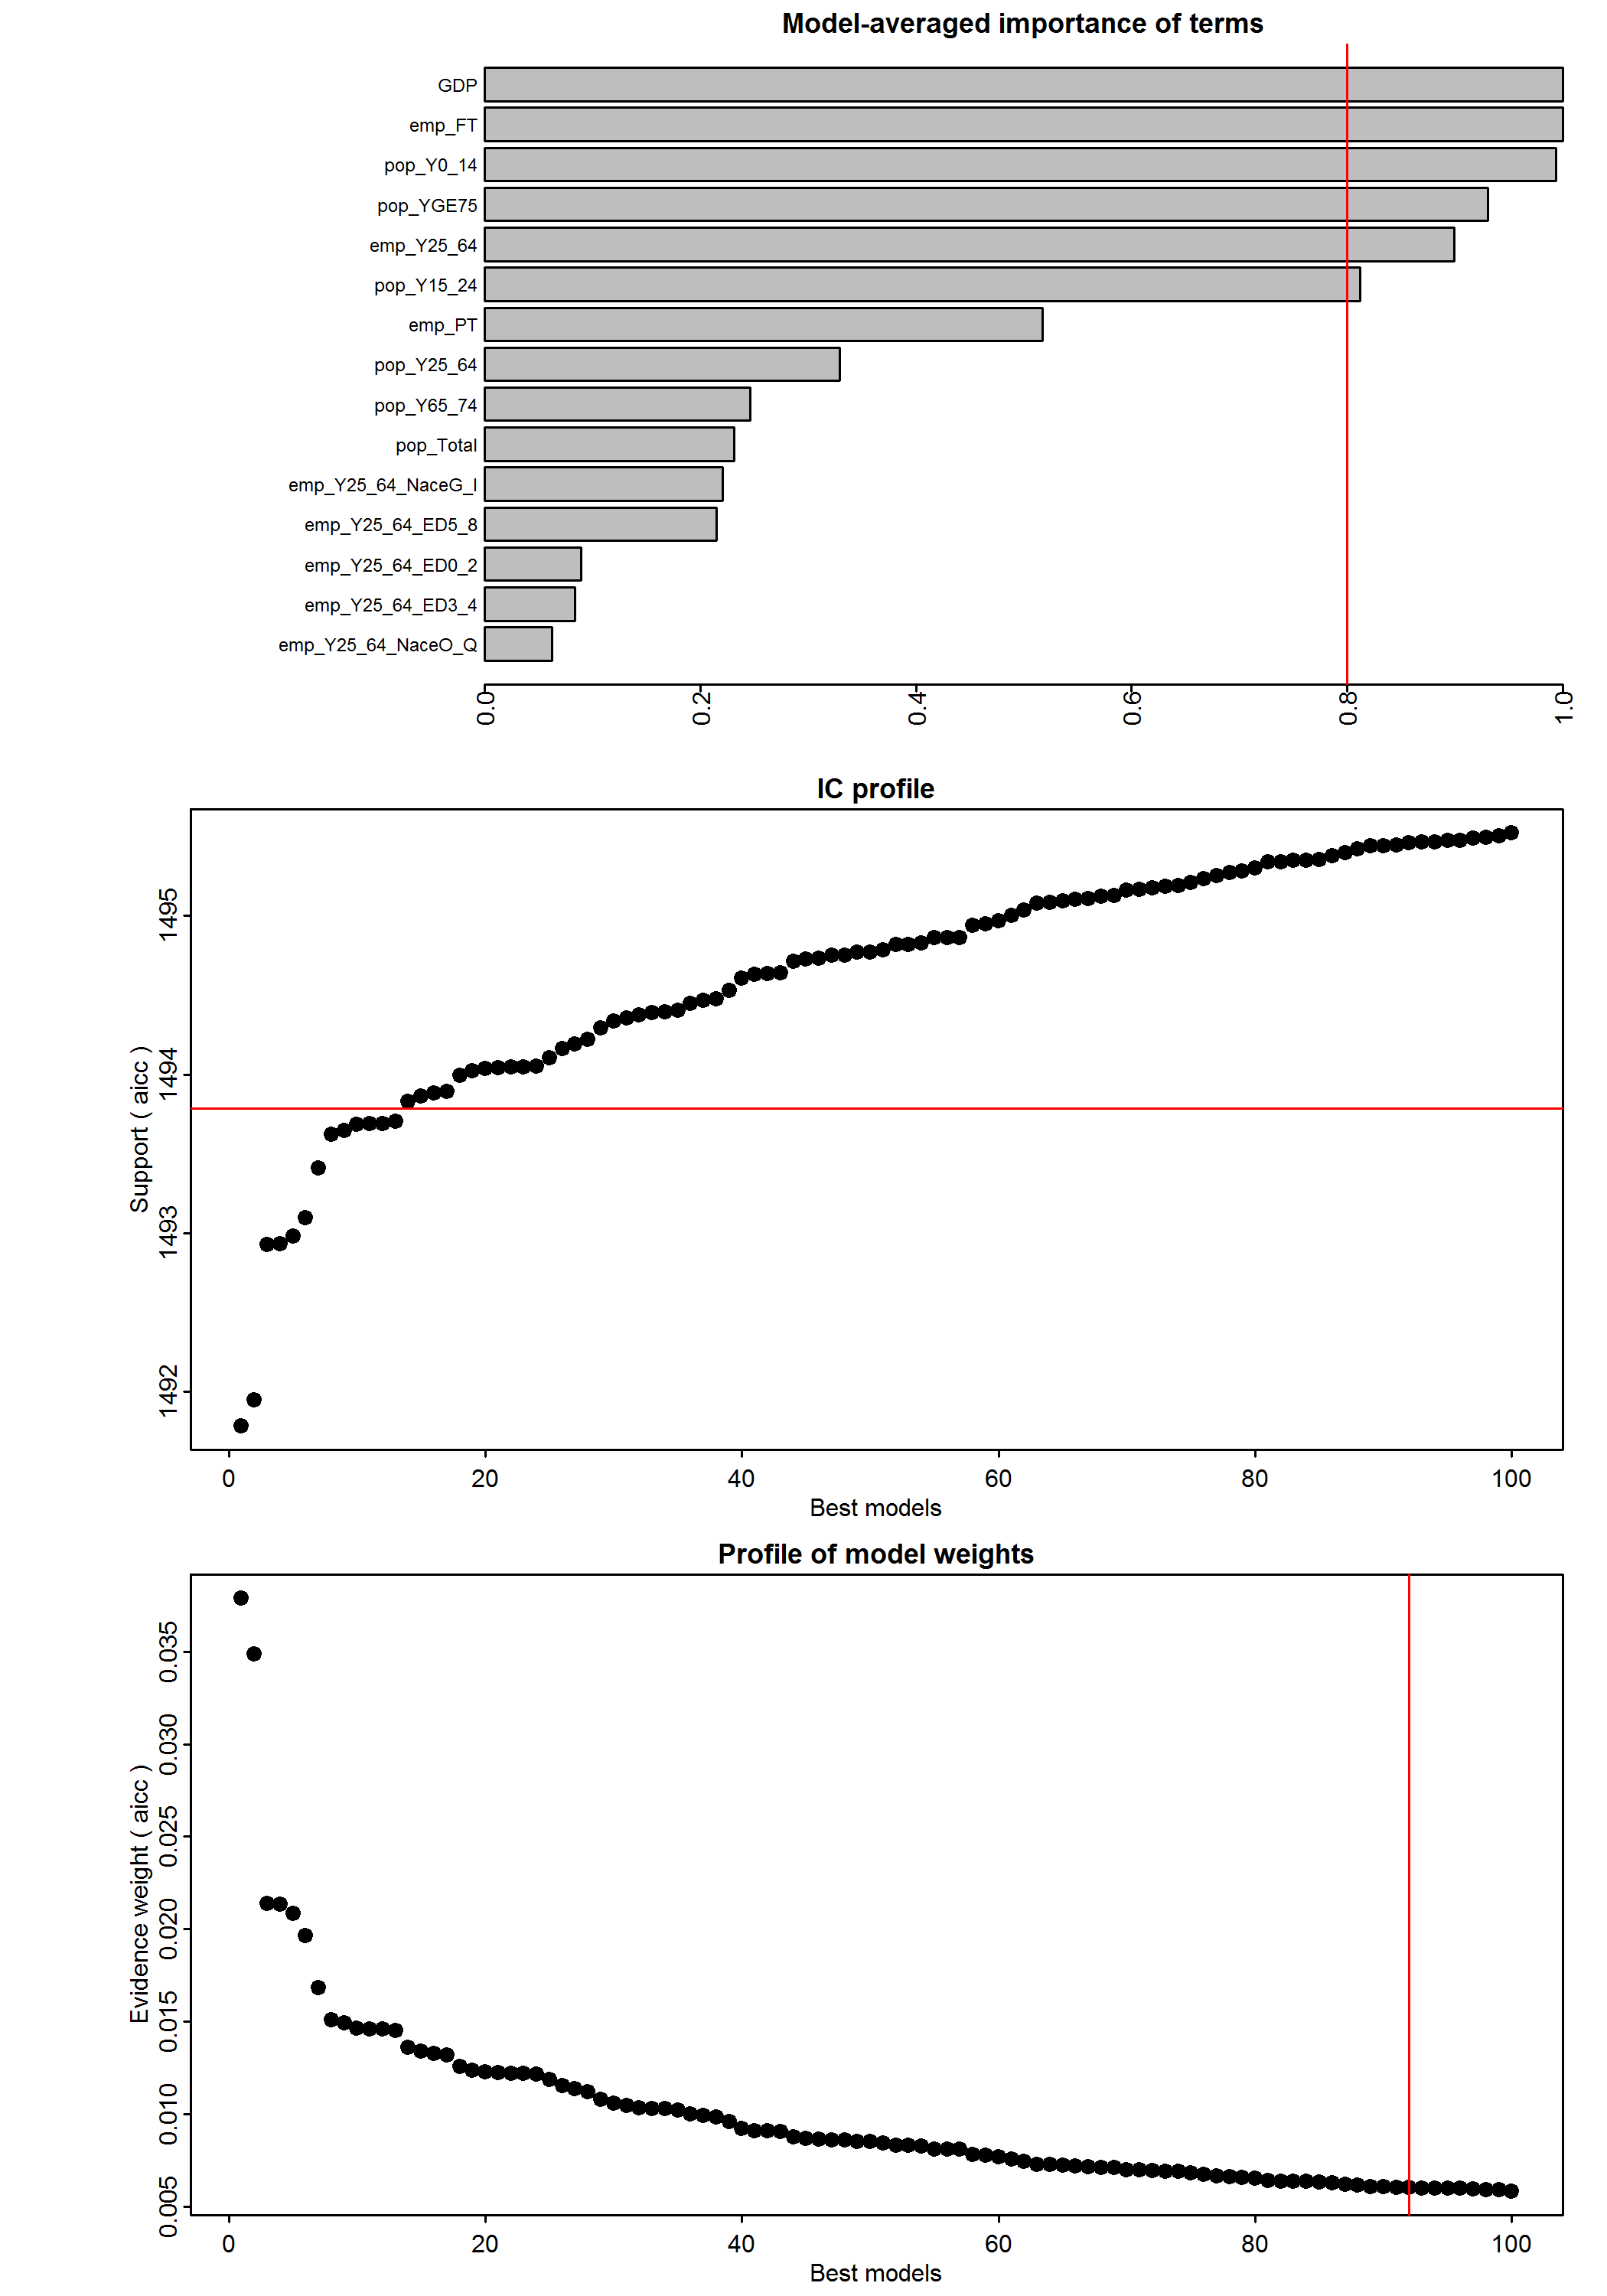 Model-averaged importance of terms
GDP
emp_FT
pop_Y0_14
pop_YGE75
emp_Y25_64
pop_Y15_24
emp_PT
pop_Y25_64
pop_Y65_74
pop_Total
emp_Y25_64_NaceG_I
emp_Y25_64_ED5_8
emp_Y25_64_ED0_2
emp_Y25_64_ED3_4
emp_Y25_64_NaceO_Q
0.0 0.2 0.4 0.6 0.8 1.0
IC profile
Support ( aicc )
1495
1494
1493
1492
0 20 40 60 80 100
Best models
Profile of model weights
Evidence weight ( aicc )
0.035
0.030
0.025
0.020
0.015
0.010
0.005
0 20 40 60 80 100
Best models